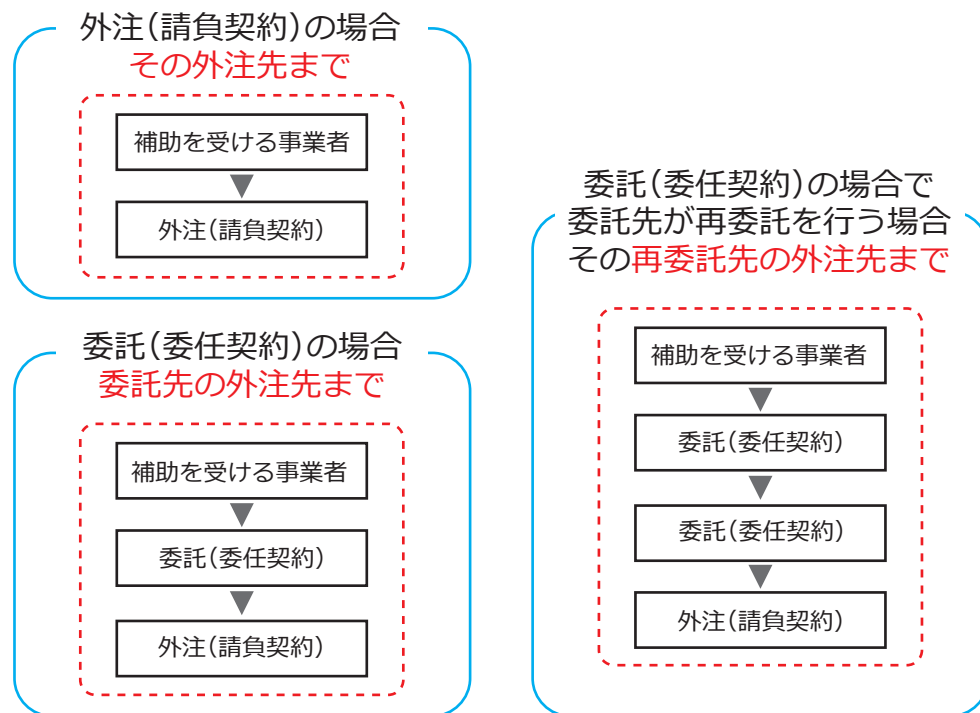 外注(請負契約)の場合
その外注先まで
補助を受ける事業者
外注(請負契約)
委託(委任契約)の場合
委託先の外注先まで
補助を受ける事業者
委託(委任契約)
外注(請負契約)
委託(委任契約)の場合で
委託先が再委託を行う場合
その再委託先の外注先まで
補助を受ける事業者
委託(委任契約)
委託(委任契約)
外注(請負契約)